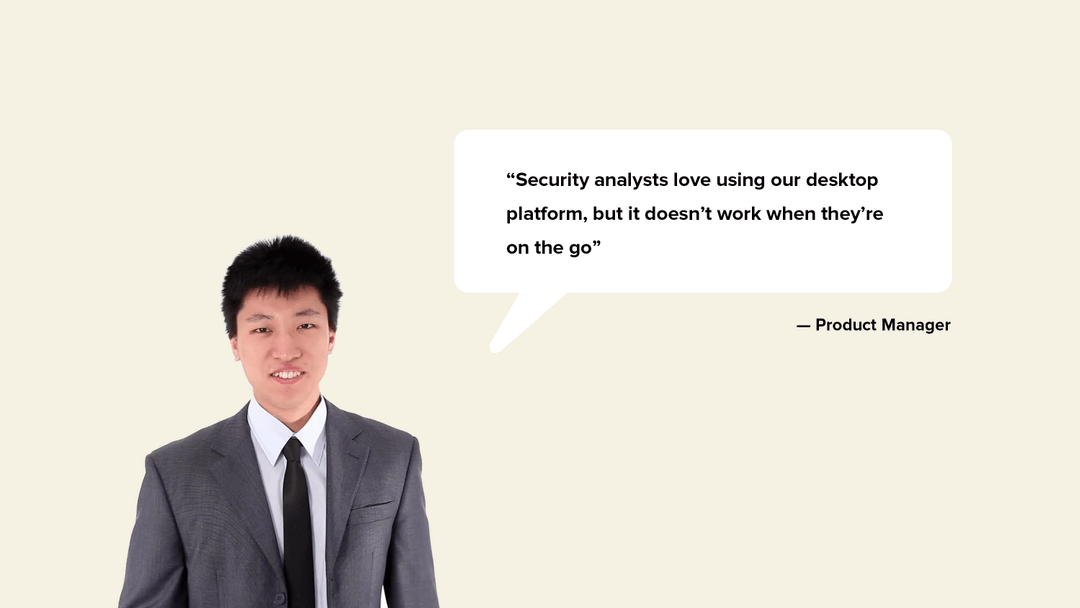 “Security analysts love using our desktop
platform, but it doesn’t work when they’re
on the go”
— Product Manager